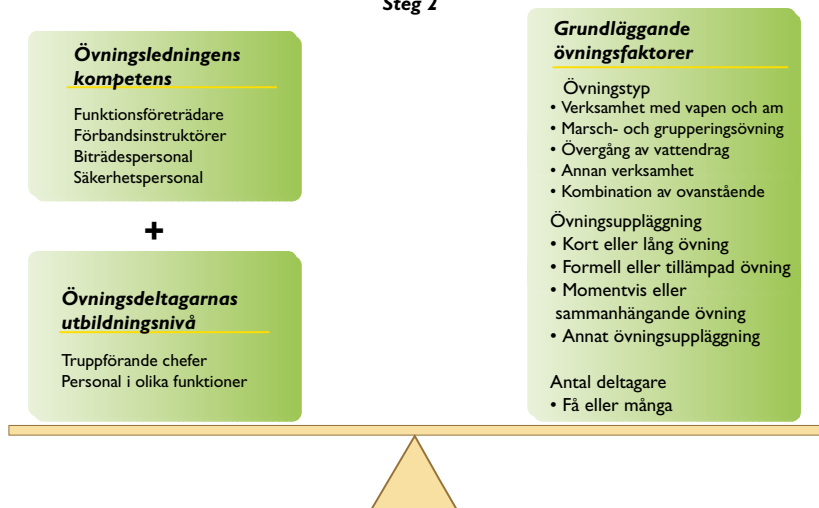 Steg 2
Övningsledningens
kompetens
Funktionsföreträdare
Förbandsinstruktörer
Biträdespersonal
Säkerhetspersonal
+
Övningsdeltagarnas
utbildningsnivå
Truppförande chefer
Personal i olika funktioner
Grundläggande
övningsfaktorer
Övningstyp
• Verksamhet med vapen och am
• Marsch- och grupperingsövning
• Övergång av vattendrag
• Annan verksamhet
• Kombination av ovanstående
Övningsuppläggning
• Kort eller lång övning
• Formell eller tillämpad övning
• Momentvis eller
sammanhängande övning
• Annat övningsuppläggning
Antal deltagare
• Få eller många